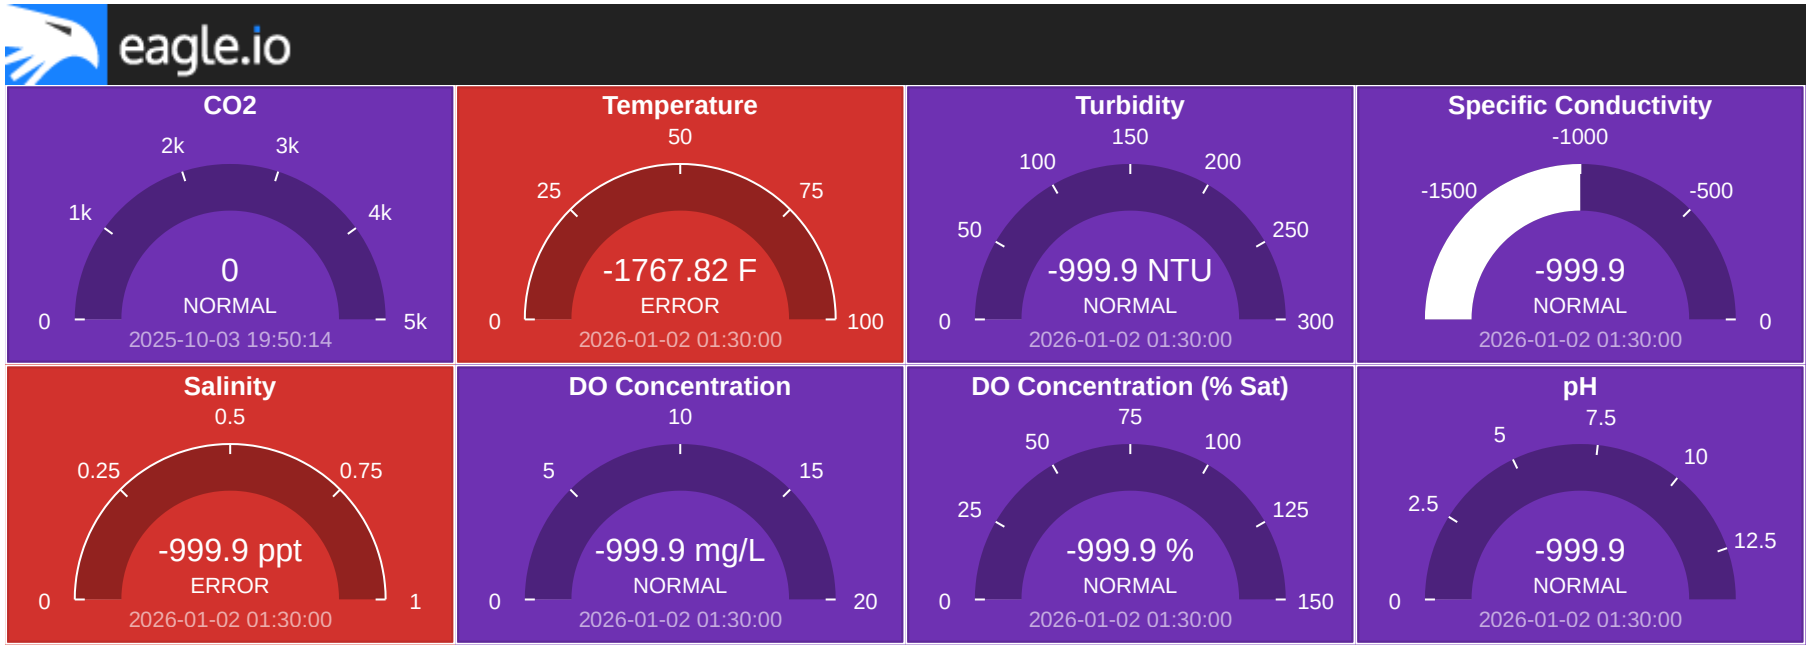 eagle.io
CO2
0
1k
2k
3k
4k
5k
0
NORMAL
2025-10-03 19:50:14
Temperature
0
25
50
75
100
-1767.82 F
ERROR
2026-01-02 01:30:00
Turbidity
0
50
100
150
200
250
300
-999.9 NTU
NORMAL
2026-01-02 01:30:00
Specific Conductivity
-1500
-1000
-500
0
-999.9
NORMAL
2026-01-02 01:30:00
Salinity
0
0.25
0.5
0.75
1
-999.9 ppt
ERROR
2026-01-02 01:30:00
DO Concentration
0
5
10
15
20
-999.9 mg/L
NORMAL
2026-01-02 01:30:00
DO Concentration (% Sat)
0
25
50
75
100
125
150
-999.9 %
NORMAL
2026-01-02 01:30:00
pH
0
2.5
5
7.5
10
12.5
-999.9
NORMAL
2026-01-02 01:30:00